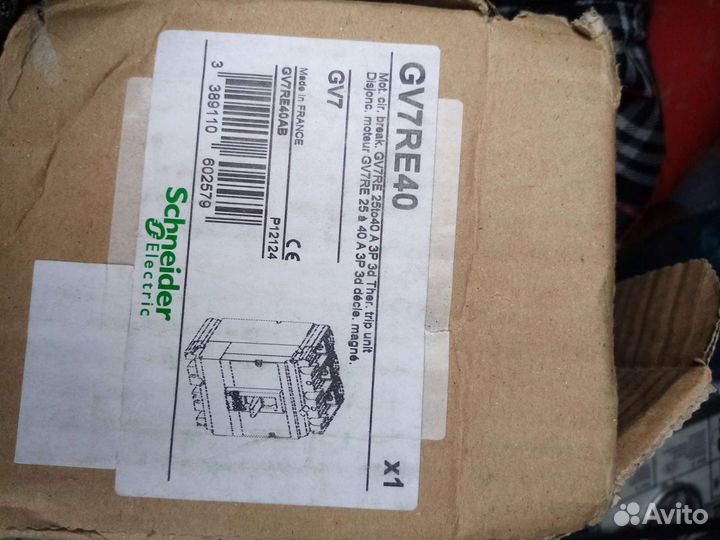 GV7RE40
Mot. cir. break. GV7RE 25to40 A 3P 3d Ther. trip unit
Disjonc. moteur GV7RE 25 à 40 A 3P 3d décle. magné.
GV7
x1
Made in FRANCE
GV7RE40AB
P12124
CE
3 389110 602579
Schneider
Electric
Avito